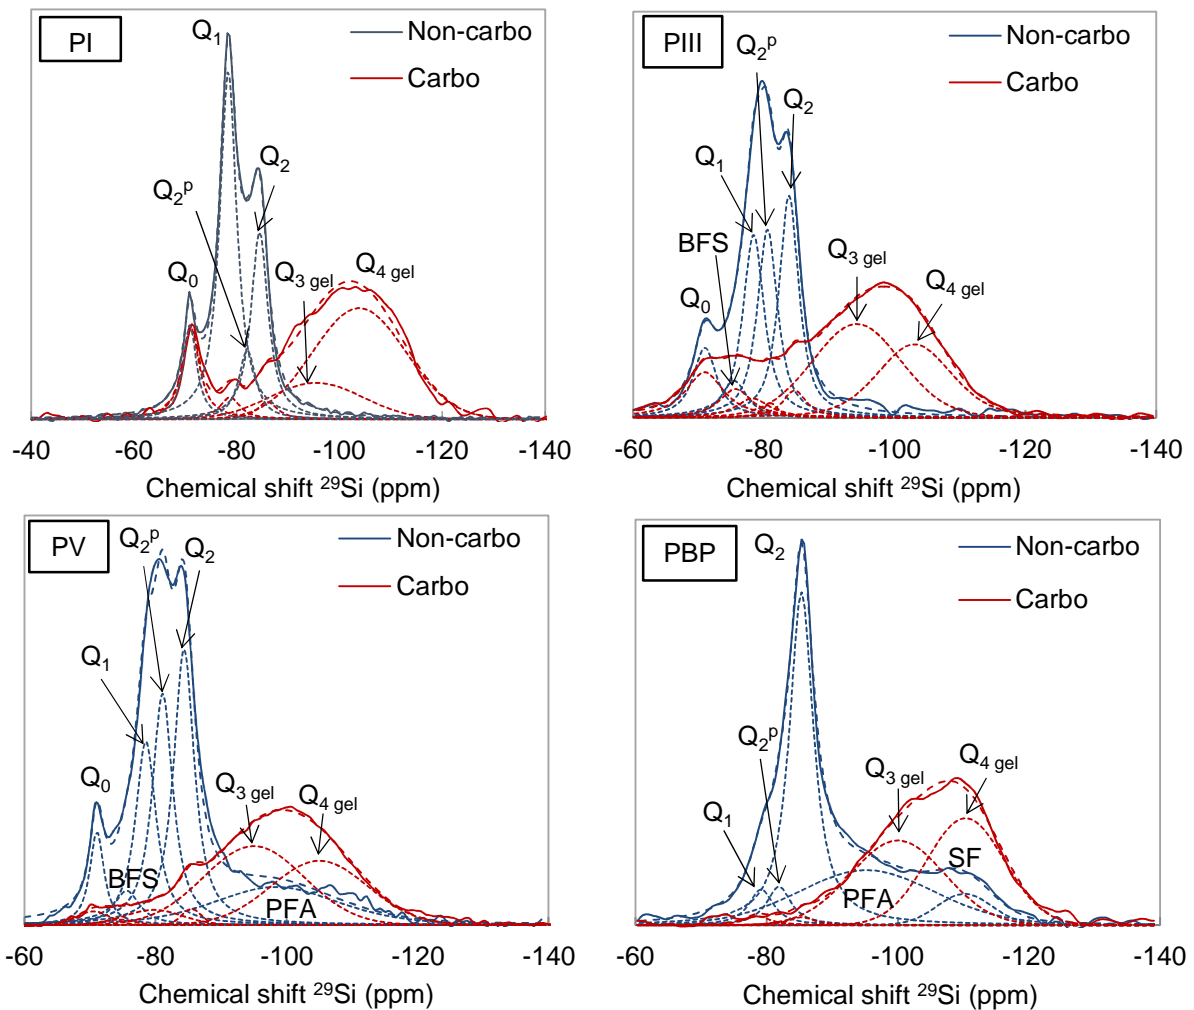 PI
Non-carbo
Carbo
Q₁
Q₂
Q₂ᵖ
Q₀
Q₃ gel
Q₄ gel
-40 -60 -80 -100 -120 -140
Chemical shift ²⁹Si (ppm)
PIII
Non-carbo
Carbo
Q₂ᵖ
Q₂
Q₁
BFS
Q₀
Q₃ gel
Q₄ gel
-60 -80 -100 -120 -140
Chemical shift ²⁹Si (ppm)
PV
Non-carbo
Carbo
Q₂ᵖ
Q₂
Q₁
Q₀
Q₃ gel
Q₄ gel
BFS
PFA
-60 -80 -100 -120 -140
Chemical shift ²⁹Si (ppm)
PBP
Non-carbo
Carbo
Q₂
Q₂ᵖ
Q₁
Q₃ gel
Q₄ gel
SF
PFA
-60 -80 -100 -120 -140
Chemical shift ²⁹Si (ppm)